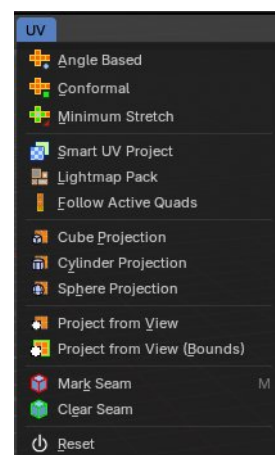 UV
Angle Based
Conformal
Minimum Stretch
Smart UV Project
Lightmap Pack
Follow Active Quads
Cube Projection
Cylinder Projection
Sphere Projection
Project from View
Project from View (Bounds)
Mark Seam M
Clear Seam
Reset